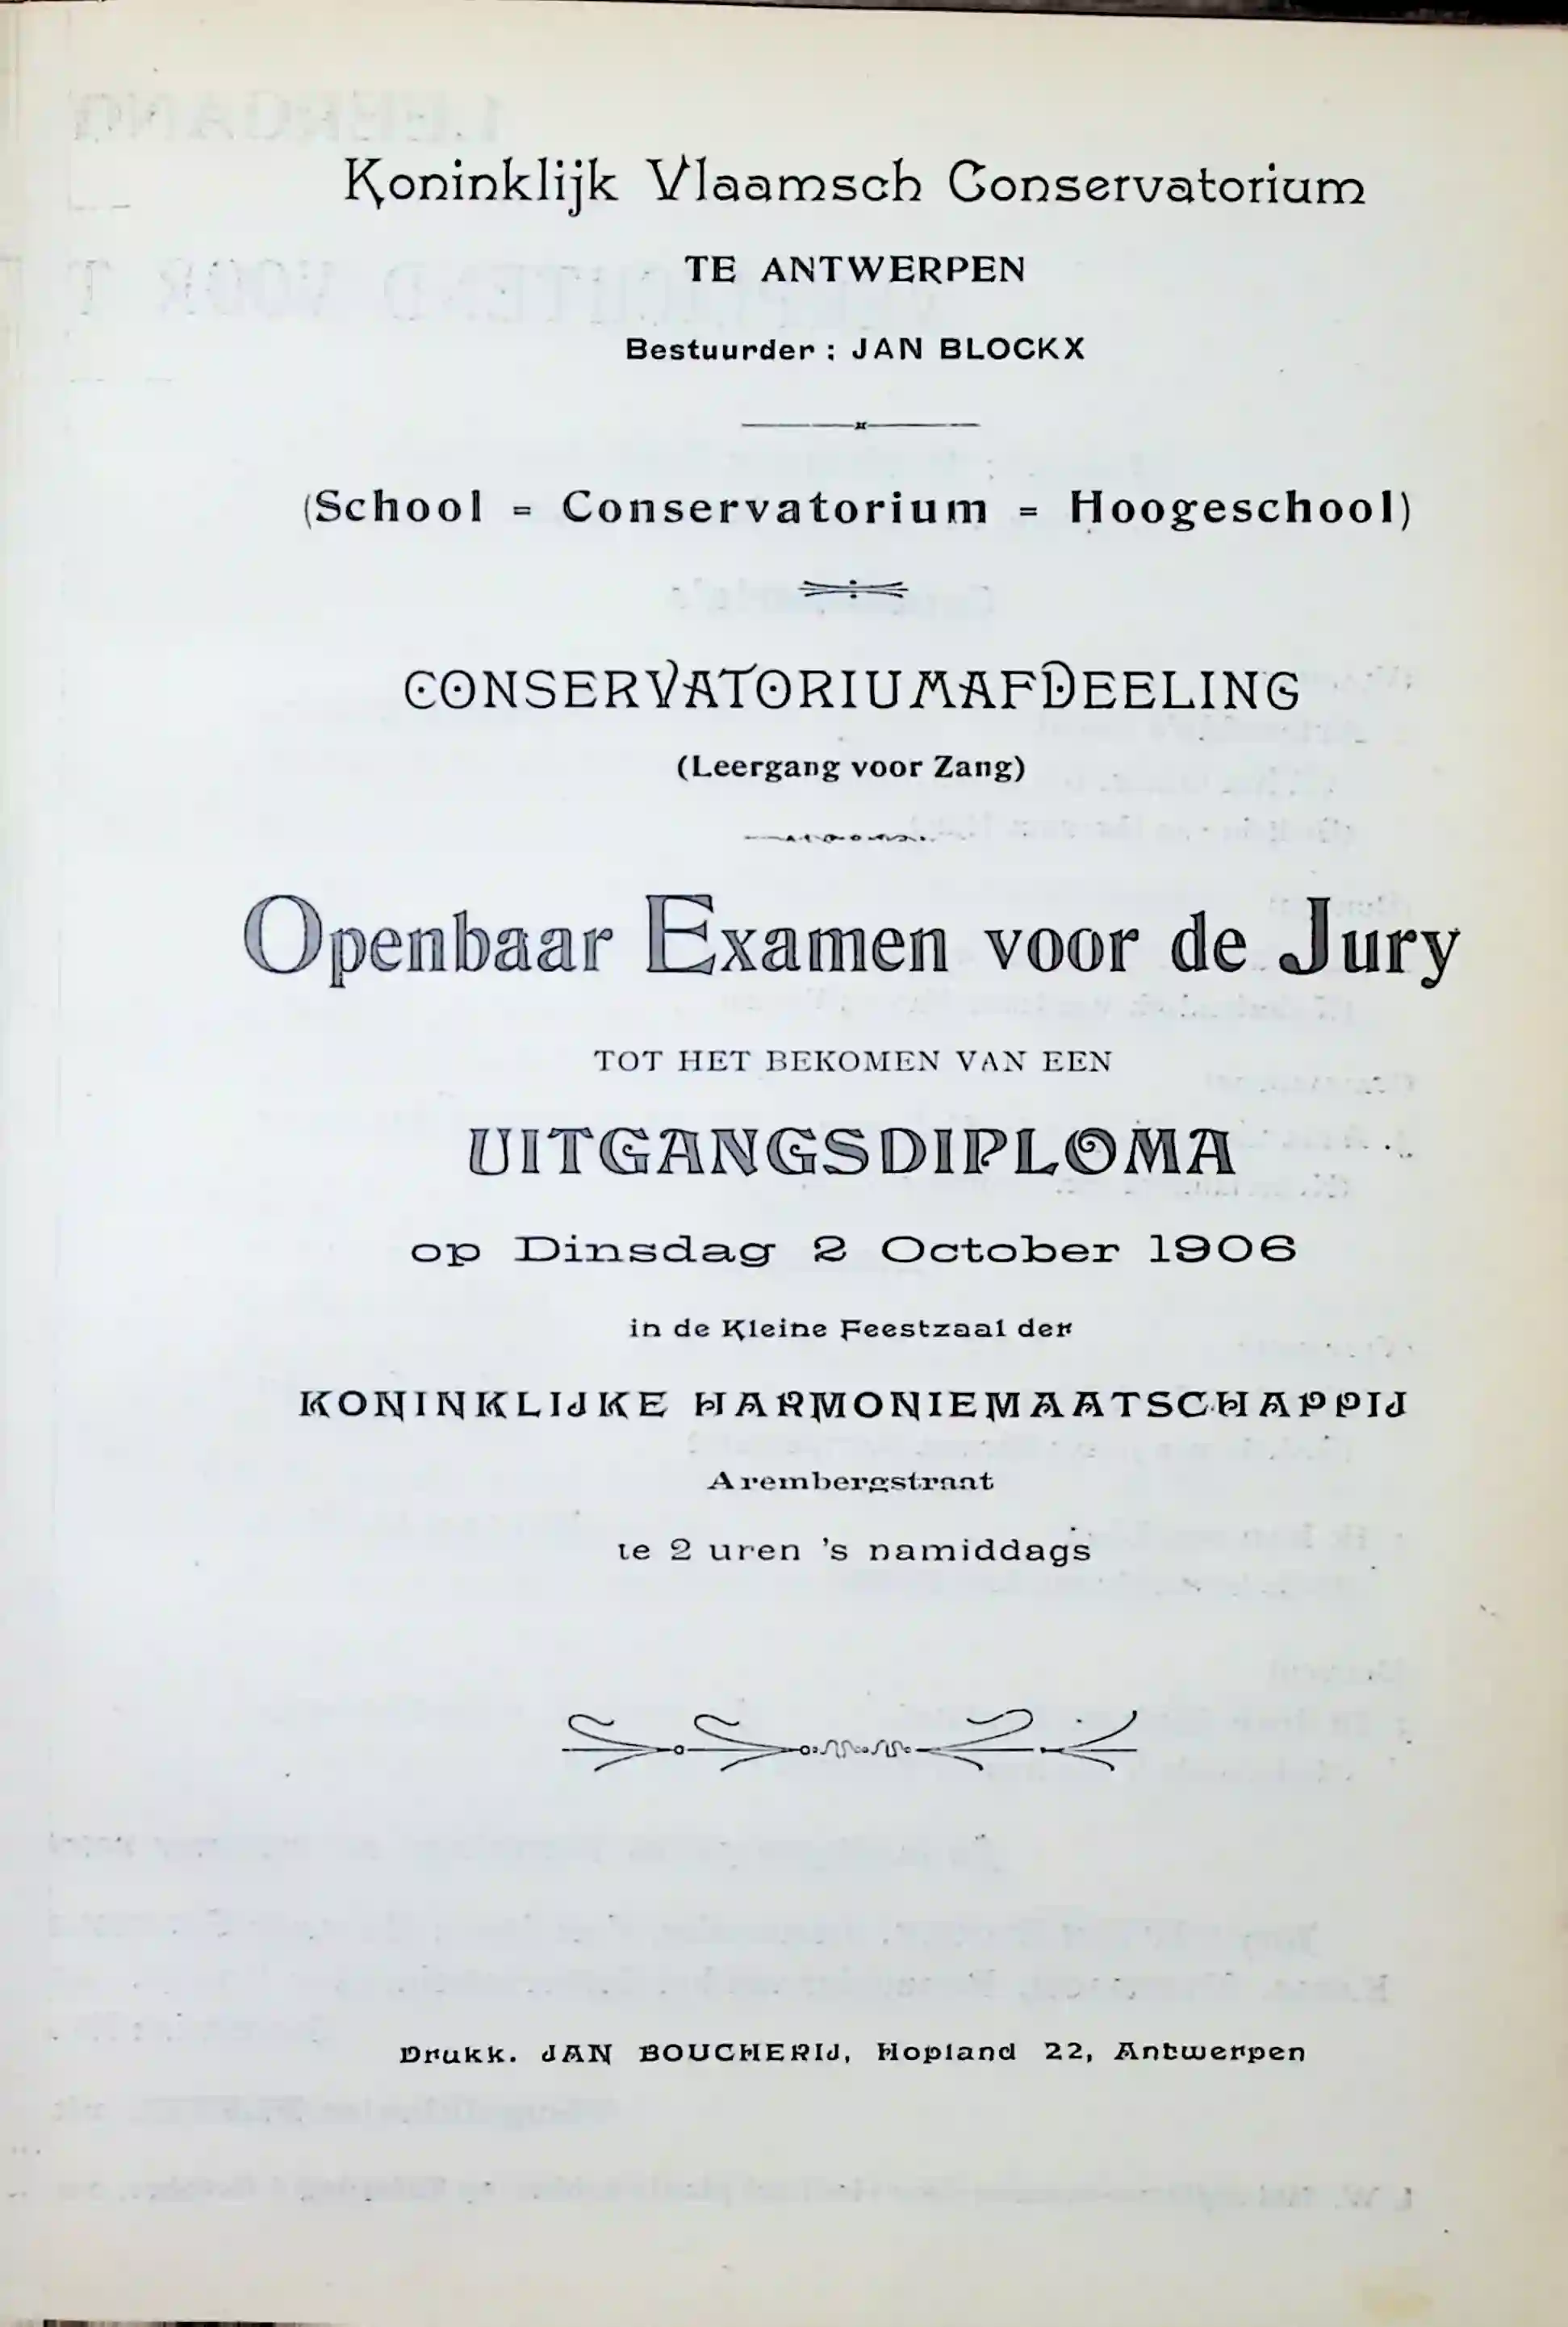 Koninklijk Vlaamsch Conservatorium
TE ANTWERPEN
Bestuurder : JAN BLOCKX
(School = Conservatorium = Hoogeschool)
CONSERVATORIUMAFDEELING
(Leergang voor Zang)
Openbaar Examen voor de Jury
TOT HET BEKOMEN VAN EEN
UITGANGSDIPLOMA
op Dinsdag 2 October 1906
in de Kleine Feestzaal der
KONINKLIJKE HARMONIEMAATSCHAPPIJ
Arembergstraat
te 2 uren 's namiddags
Drukk. JAN BOUCHERIJ, Hopland 22, Antwerpen